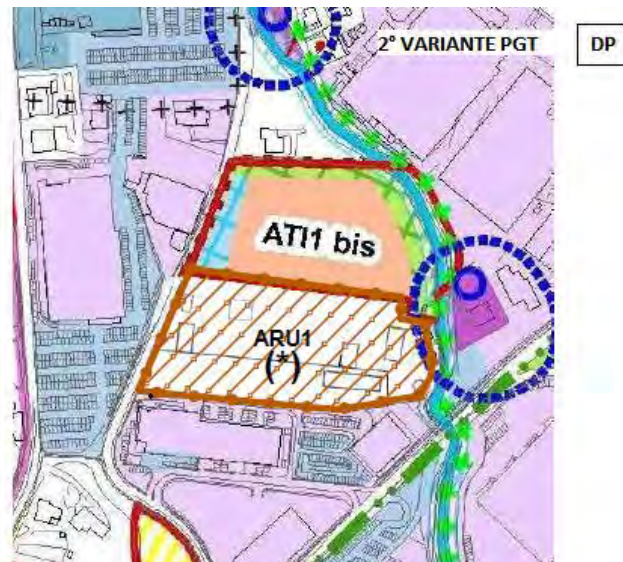 2° VARIANTE PGT
DP
ATI1 bis
ARU1
(*)